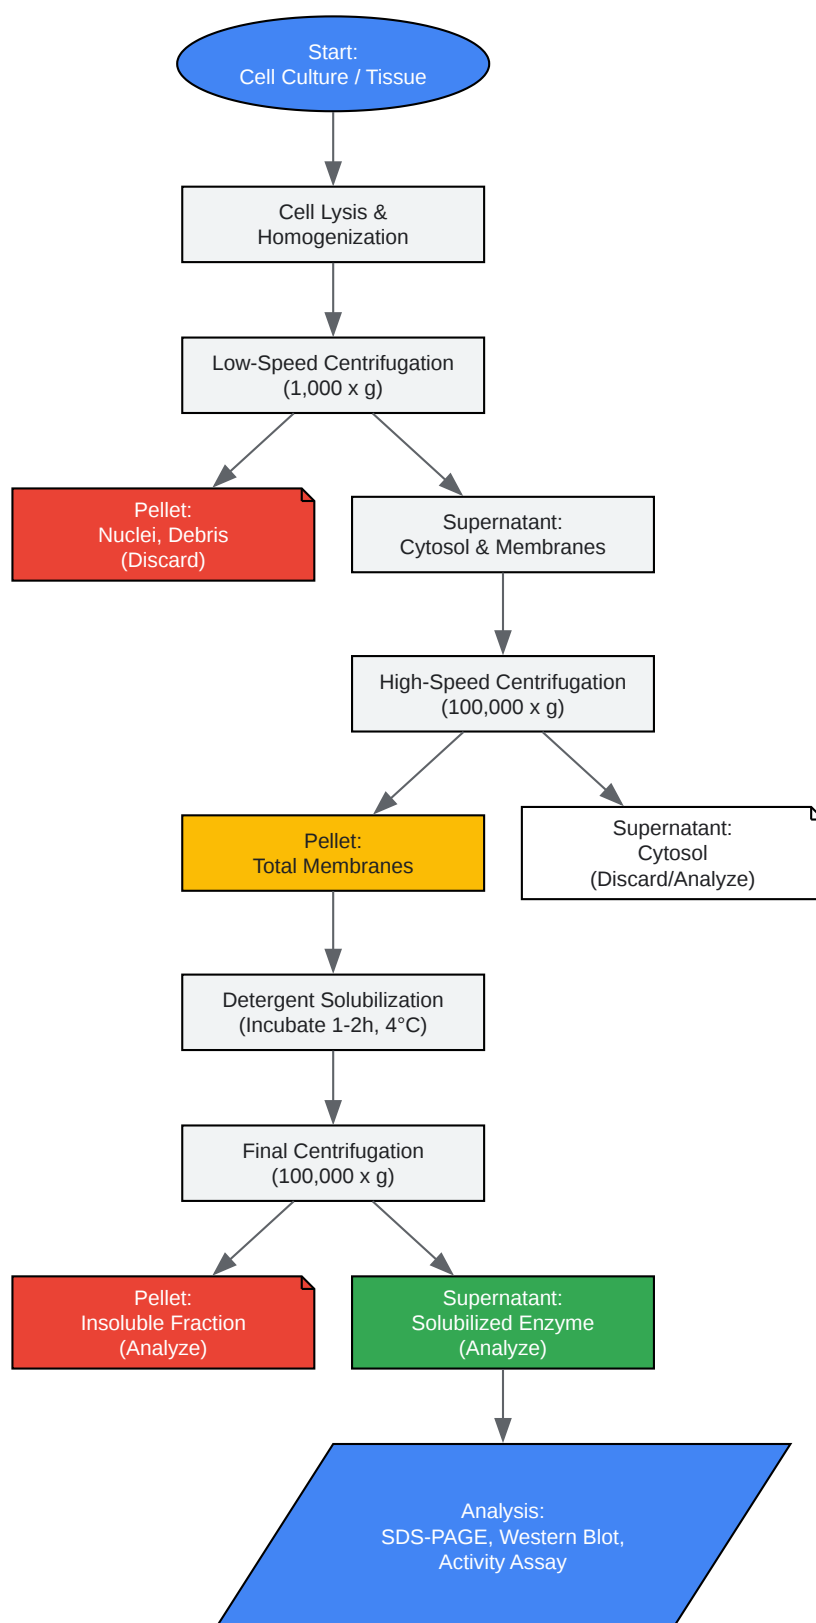 Start:
Cell Culture / Tissue
Cell Lysis &
Homogenization
Low-Speed Centrifugation
(1,000 x g)
Pellet:
Nuclei, Debris
(Discard)
Supernatant:
Cytosol & Membranes
High-Speed Centrifugation
(100,000 x g)
Pellet:
Total Membranes
Supernatant:
Cytosol
(Discard/Analyze)
Detergent Solubilization
(Incubate 1-2h, 4°C)
Final Centrifugation
(100,000 x g)
Pellet:
Insoluble Fraction
(Analyze)
Supernatant:
Solubilized Enzyme
(Analyze)
Analysis:
SDS-PAGE, Western Blot,
Activity Assay